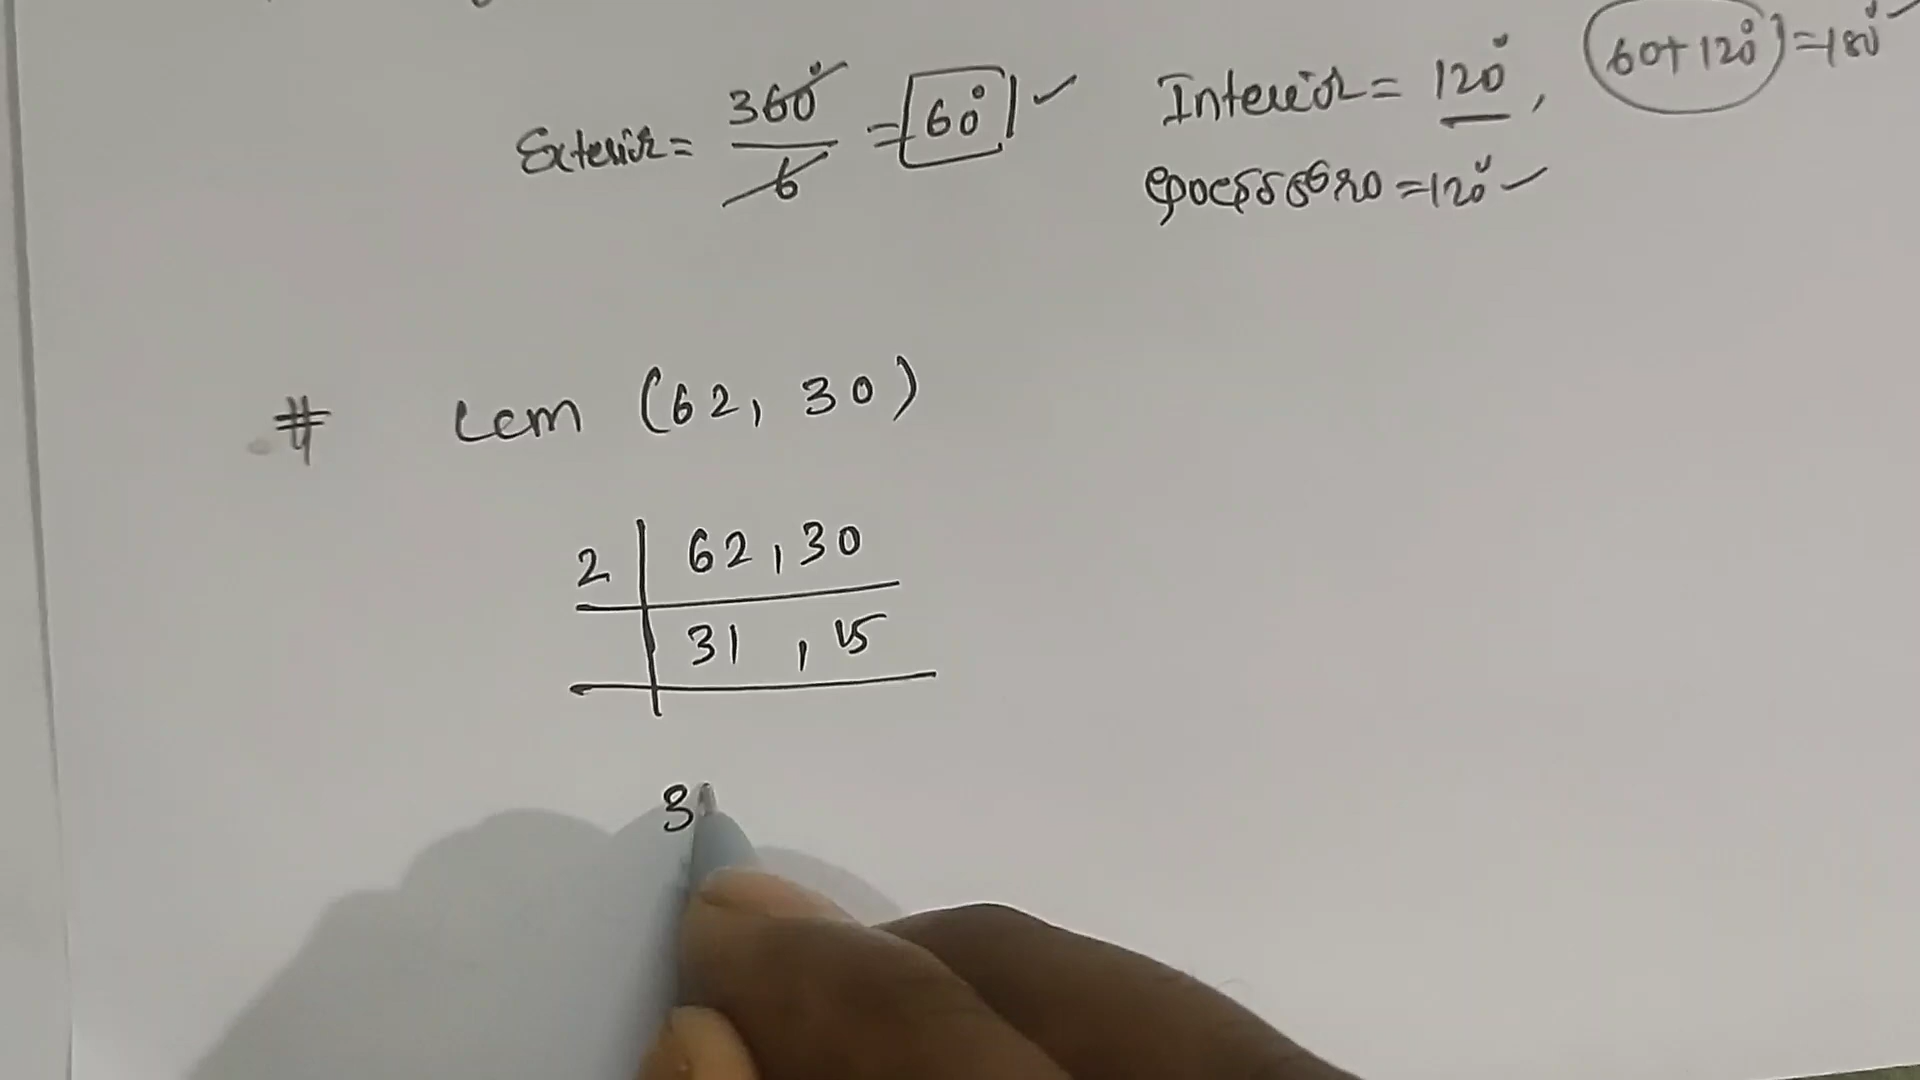 Exterior = 360° / 6 = 60° ✓ Interior = 120°, (60+120°) = 180° ✓
= 120° ✓
# Lcm (62, 30)
2 | 62, 30
31, 15
3